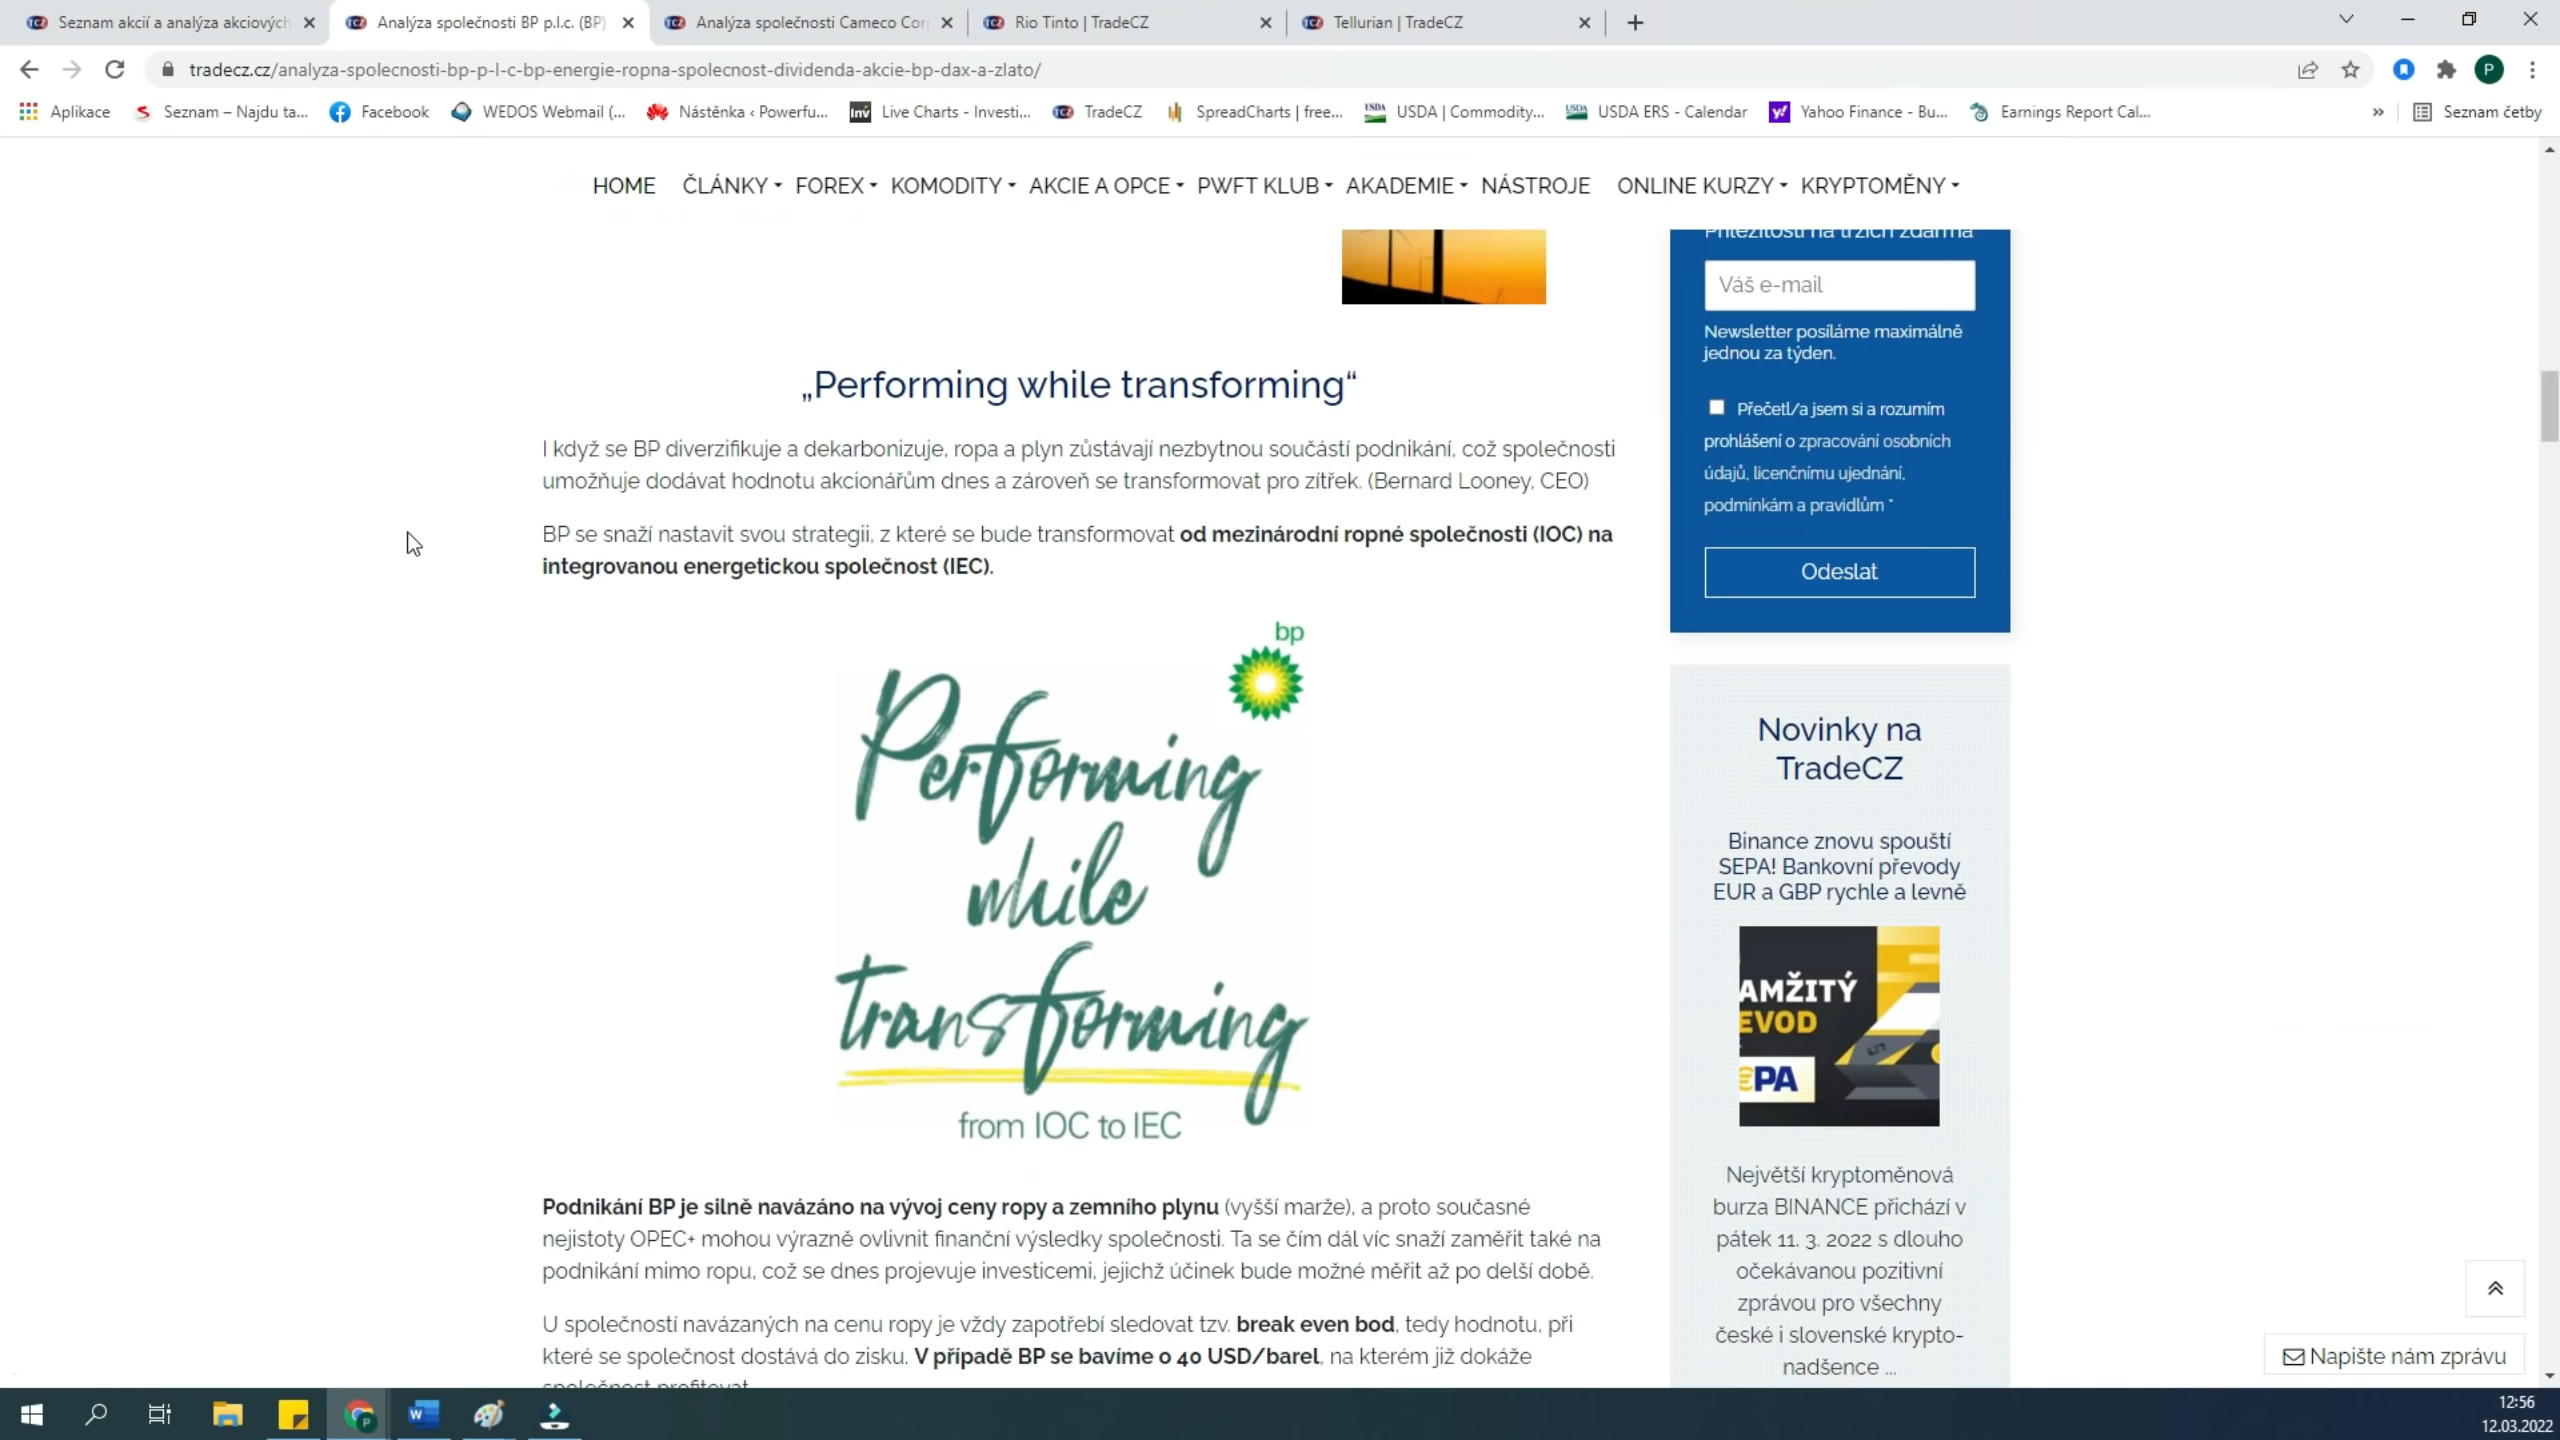 Seznam akcií a analýza akciových
Analýza společnosti BP p.l.c. (BP)
Analýza společnosti Cameco Cor
Rio Tinto | TradeCZ
Tellurian | TradeCZ
tradecz.cz/analyza-spolecnosti-bp-p-l-c-bp-energie-ropna-spolecnost-dividenda-akcie-bp-dax-a-zlato/
P
Aplikace
Seznam – Najdu ta...
Facebook
WEDOS Webmail (...
Nástěnka ‹ Powerfu...
Inv
Live Charts - Investi...
TradeCZ
SpreadCharts | free...
USDA
USDA | Commodity...
USDA
USDA ERS - Calendar
y!
Yahoo Finance - Bu...
Earnings Report Cal...
»
Seznam četby
HOME
ČLÁNKY
FOREX
KOMODITY
AKCIE A OPCE
PWFT KLUB
AKADEMIE
NÁSTROJE
ONLINE KURZY
KRYPTOMĚNY
„Performing while transforming“
I když se BP diverzifikuje a dekarbonizuje, ropa a plyn zůstávají nezbytnou součástí podnikání, což společnosti
umožňuje dodávat hodnotu akcionářům dnes a zároveň se transformovat pro zítřek. (Bernard Looney, CEO)
BP se snaží nastavit svou strategii, z které se bude transformovat od mezinárodní ropné společnosti (IOC) na
integrovanou energetickou společnost (IEC).
bp
Performing
while
transforming
from IOC to IEC
Podnikání BP je silně navázáno na vývoj ceny ropy a zemního plynu (vyšší marže), a proto současné
nejistoty OPEC+ mohou výrazně ovlivnit finanční výsledky společnosti. Ta se čím dál víc snaží zaměřit také na
podnikání mimo ropu, což se dnes projevuje investicemi, jejichž účinek bude možné měřit až po delší době.
U společností navázaných na cenu ropy je vždy zapotřebí sledovat tzv. break even bod, tedy hodnotu, při
které se společnost dostává do zisku. V případě BP se bavíme o 40 USD/barel, na kterém již dokáže
společnost profitovat.
Příležitosti na trzích zdarma
Váš e-mail
Newsletter posíláme maximálně
jednou za týden.
Přečetl/a jsem si a rozumím
prohlášení o zpracování osobních
údajů, licenčnímu ujednání,
podmínkám a pravidlům *
Odeslat
Novinky na
TradeCZ
Binance znovu spouští
SEPA! Bankovní převody
EUR a GBP rychle a levně
AMŽITÝ
EVOD
€PA
Největší kryptoměnová
burza BINANCE přichází v
pátek 11. 3. 2022 s dlouho
očekávanou pozitivní
zprávou pro všechny
české i slovenské krypto-
nadšence ...
Napište nám zprávu
12:56
12.03.2022